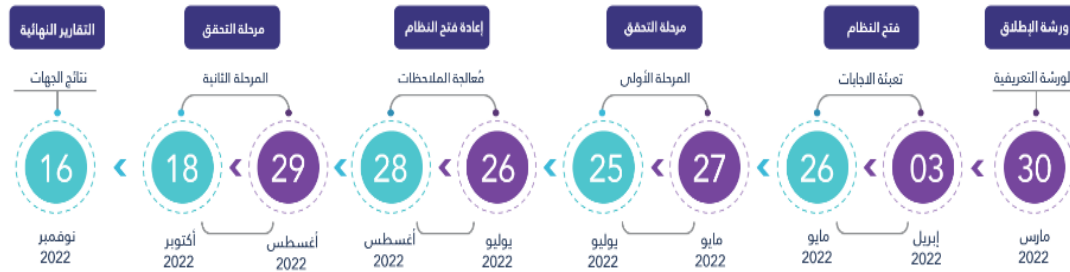 ورشة الإطلاق
فتح النظام
مرحلة التحقق
إعادة فتح النظام
مرحلة التحقق
التقارير النهائية
لورشة التعريفية
تعبئة الاجابات
المرحلة الأولى
مُعالجة الملاحظات
المرحلة الثانية
نتائج الجهات
30
03
26
27
25
26
28
29
18
16
مارس
2022
إبريل
2022
مايو
2022
مايو
2022
يوليو
2022
يوليو
2022
أغسطس
2022
أغسطس
2022
أكتوبر
2022
نوفمبر
2022